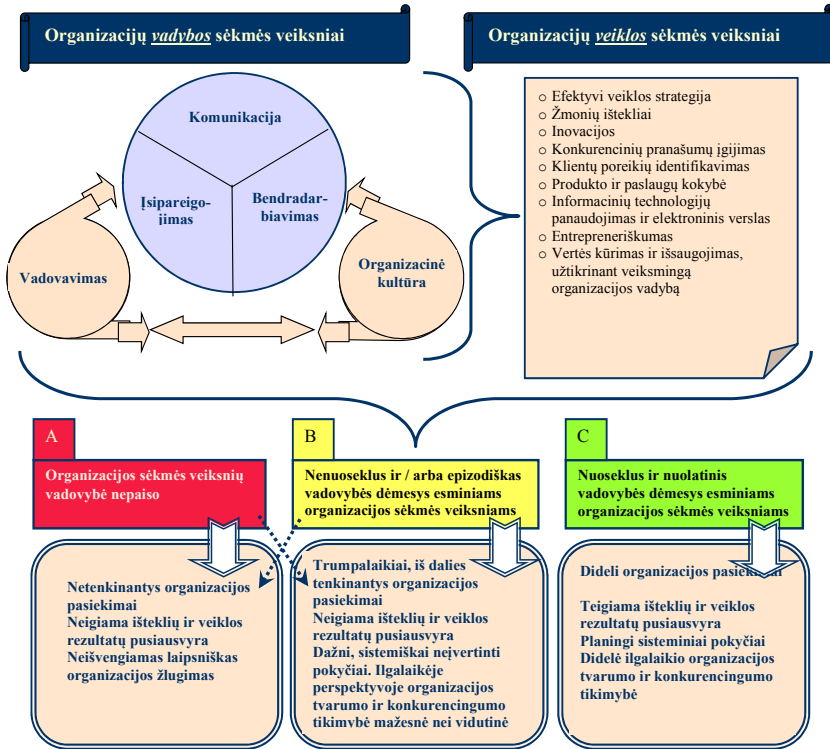 Organizacijų vadybos sėkmės veiksniai
Organizacijų veiklos sėkmės veiksniai
Komunikacija
Įsipareigo-
jimas
Bendradar-
biavimas
Vadovavimas
Organizacinė
kultūra
o Efektyvi veiklos strategija
o Žmonių ištekliai
o Inovacijos
o Konkurencinių pranašumų įgijimas
o Klientų poreikių identifikavimas
o Produkto ir paslaugų kokybė
o Informacinių technologijų
panaudojimas ir elektroninis verslas
o Entrepreneriškumas
o Vertės kūrimas ir išsaugojimas,
užtikrinant veiksmingą
organizacijos vadybą
A
Organizacijos sėkmės veiksnių
vadovybė nepaiso
B
Nenuoseklus ir / arba epizodiškas
vadovybės dėmesys esminiams
organizacijos sėkmės veiksniams
C
Nuoseklus ir nuolatinis
vadovybės dėmesys esminiams
organizacijos sėkmės veiksniams
Netenkinantys organizacijos
pasiekimai
Neigiama išteklių ir veiklos
rezultatų pusiausvyra
Neišvengiamas laipsniškas
organizacijos žlugimas
Trumpalaikiai, iš dalies
tenkinantys organizacijos
pasiekimai
Neigiama išteklių ir veiklos
rezultatų pusiausvyra
Dažni, sistemiškai neįvertinti
pokyčiai. Ilgalaikėje
perspektyvoje organizacijos
tvarumo ir konkurencingumo
tikimybė mažesnė nei vidutinė
Dideli organizacijos pasiekimai
Teigiama išteklių ir veiklos
rezultatų pusiausvyra
Planingi sisteminiai pokyčiai
Didelė ilgalaikio organizacijos
tvarumo ir konkurencingumo
tikimybė